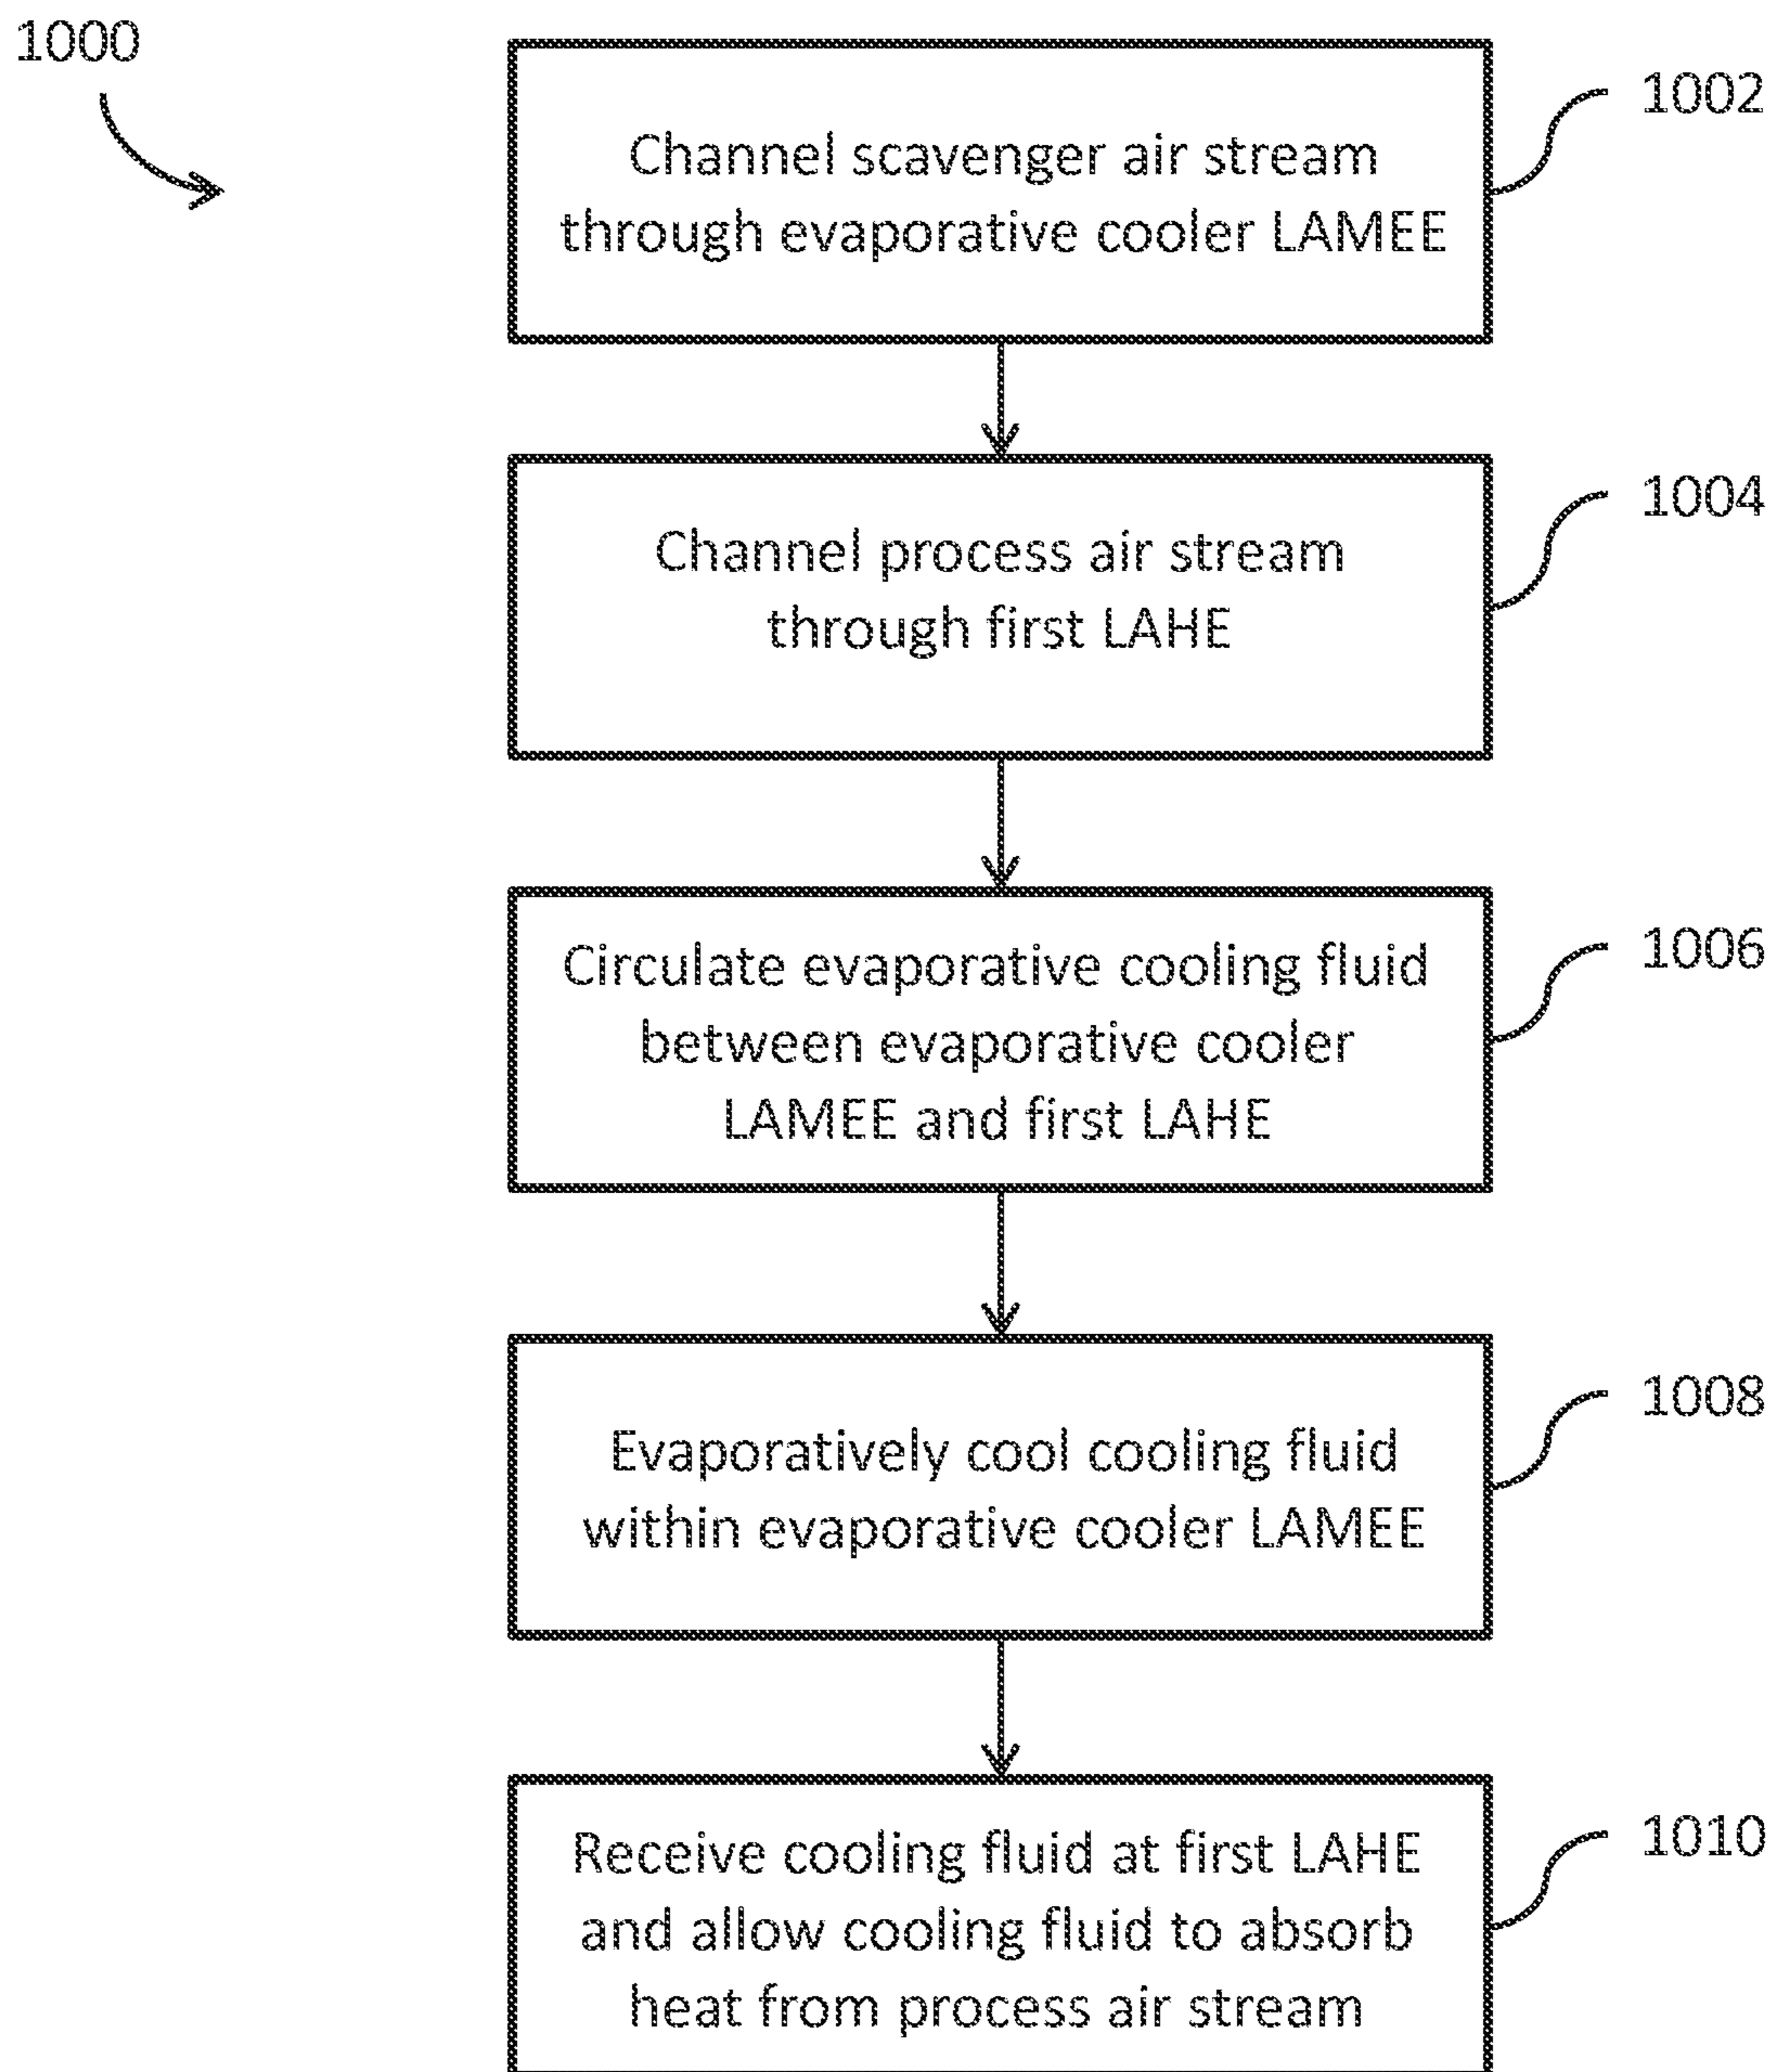 1000
1002
Channel scavenger air stream
through evaporative cooler LAMEE
1004
Channel process air stream
through first LAHE
1006
Circulate evaporative cooling fluid
between evaporative cooler
LAMEE and first LAHE
1008
Evaporatively cool cooling fluid
within evaporative cooler LAMEE
1010
Receive cooling fluid at first LAHE
and allow cooling fluid to absorb
heat from process air stream